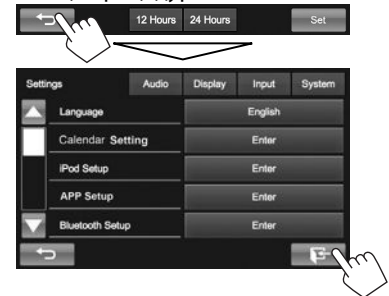 12 Hours 24 Hours Set
Settings Audio Display Input System
Language English
Calendar Setting Enter
iPod Setup Enter
APP Setup Enter
Bluetooth Setup Enter